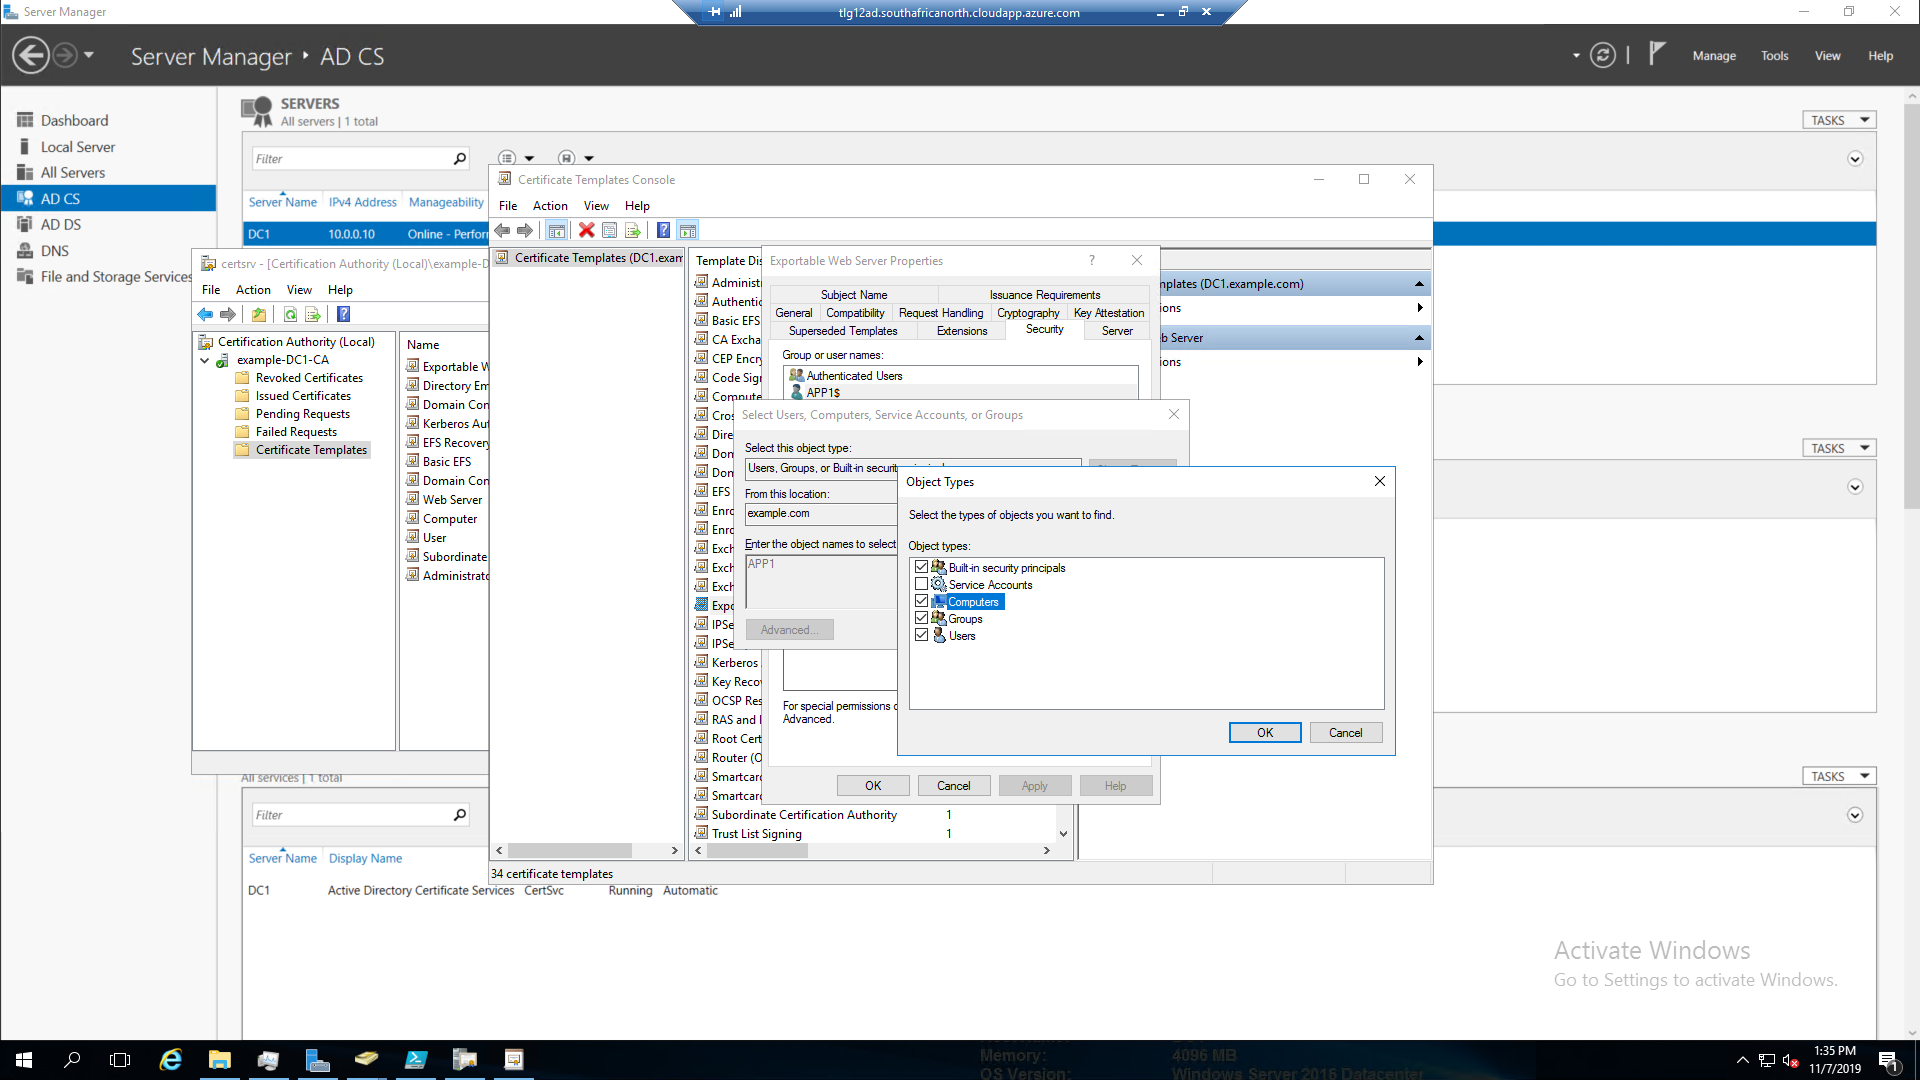 Server Manager
tlg12ad.southafricanorth.cloudapp.azure.com
Server Manager ‣ AD CS
Manage
Tools
View
Help
Dashboard
Local Server
All Servers
AD CS
AD DS
DNS
File and Storage Services
SERVERS
All servers | 1 total
TASKS
Filter
Server Name
IPv4 Address
Manageability
DC1
10.0.0.10
Online - Perfor
certsrv - [Certification Authority (Local)\example-D
File
Action
View
Help
Certification Authority (Local)
example-DC1-CA
Revoked Certificates
Issued Certificates
Pending Requests
Failed Requests
Certificate Templates
Name
Exportable W
Directory Em
Domain Con
Kerberos Aut
EFS Recovery
Basic EFS
Domain Con
Web Server
Computer
User
Subordinate
Administrato
Certificate Templates Console
File
Action
View
Help
Certificate Templates (DC1.exam
Template Dis
Administ
Authentic
Basic EFS
CA Excha
CEP Encry
Code Sign
Compute
Cros
Dire
Dom
Dom
EFS
Enro
Enro
Exch
Exch
Exch
Expo
IPSe
IPSe
Kerberos
Key Reco
OCSP Res
RAS and I
Root Cert
Router (O
Smartcard
Smartcard
Subordinate Certification Authority 1
Trust List Signing 1
34 certificate templates
mplates (DC1.example.com)
ions
b Server
ions
Exportable Web Server Properties
?
Subject Name
Issuance Requirements
General
Compatibility
Request Handling
Cryptography
Key Attestation
Superseded Templates
Extensions
Security
Server
Group or user names:
Authenticated Users
APP1$
For special permissions o
Advanced.
OK
Cancel
Apply
Help
Select Users, Computers, Service Accounts, or Groups
Select this object type:
Users, Groups, or Built-in security principal
From this location:
example.com
Enter the object names to select
APP1
Advanced...
Object Types
Select the types of objects you want to find.
Object types:
Built-in security principals
Service Accounts
Computers
Groups
Users
OK
Cancel
TASKS
TASKS
All services | 1 total
Filter
Server Name
Display Name
DC1
Active Directory Certificate Services
CertSvc
Running
Automatic
Activate Windows
Go to Settings to activate Windows.
Memory: 4096 MB
OS Version: Windows Server 2016 Datacenter
1:35 PM
11/7/2019
1